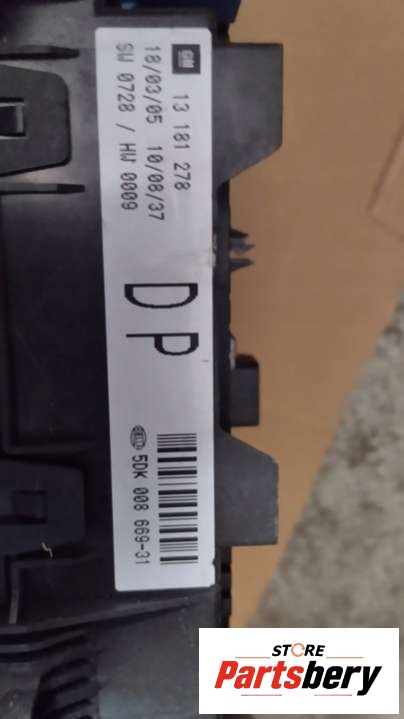 GM
13 181 278
18/03/05 10/08/37
SW 0728 / HW 0009
DP
HELLA
5DK 008 669-31
STORE
Partsbery